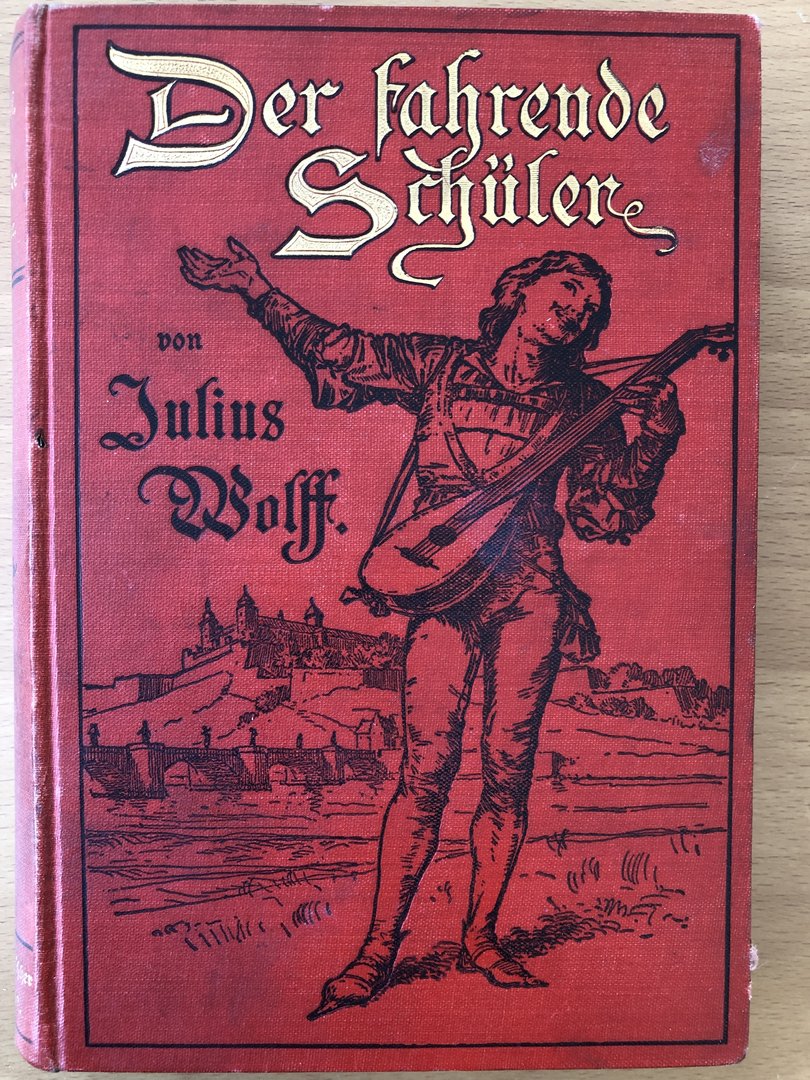 Der fahrende
Schüler
von
Julius
Wolff.